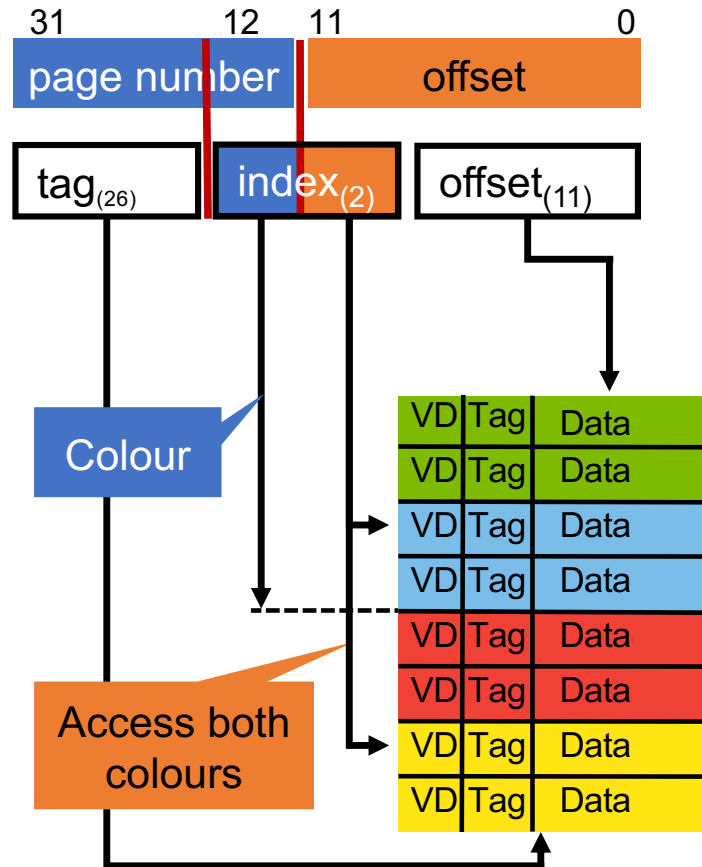 31 12 11 0
page number offset
tag(26) index(2) offset(11)
VD Tag Data
Colour
VD Tag Data
VD Tag Data
VD Tag Data
VD Tag Data
VD Tag Data
Access both
colours
VD Tag Data
VD Tag Data